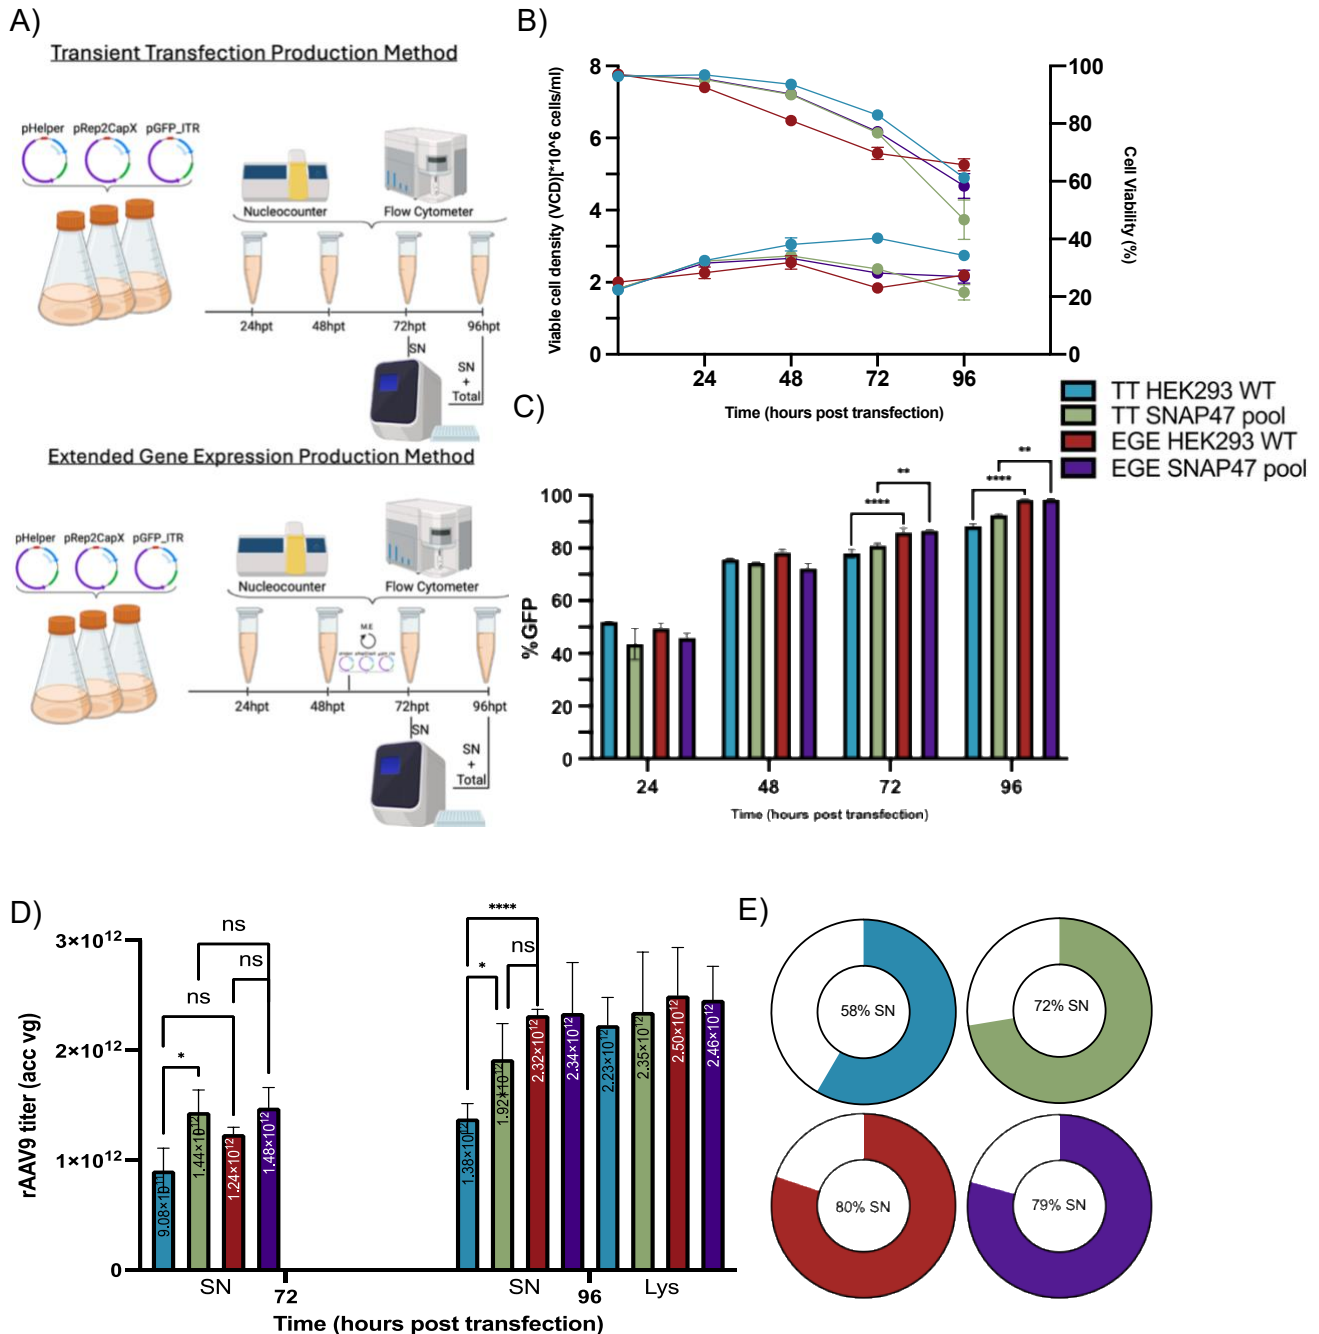 A)
Transient Transfection Production Method
pHelper
pRep2CapX
pGFP_ITR
Nucleocounter
Flow Cytometer
24hpt
48hpt
72hpt
96hpt
SN
SN
+
Total
Extended Gene Expression Production Method
pHelper
pRep2CapX
pGFP_ITR
Nucleocounter
Flow Cytometer
M.E
24hpt
48hpt
72hpt
96hpt
SN
SN
+
Total
B)
Viable cell density (VCD)[*10^6 cells/ml)
8
6
4
2
0
100
80
60
40
20
0
Cell Viability (%)
24 48 72 96
Time (hours post transfection)
TT HEK293 WT
TT SNAP47 pool
EGE HEK293 WT
EGE SNAP47 pool
C)
%GFP
100
80
60
40
20
0
****
**
****
**
24 48 72 96
Time (hours post transfection)
D)
rAAV9 titer (acc vg)
3×10¹²
2×10¹²
1×10¹²
0
ns
ns
ns
*
****
ns
*
9.08×10¹¹
1.44×10¹²
1.24×10¹²
1.48×10¹²
1.38×10¹²
1.92×10¹²
2.32×10¹²
2.34×10¹²
2.23×10¹²
2.35×10¹²
2.50×10¹²
2.46×10¹²
SN SN Lys
72 96
Time (hours post transfection)
E)
58% SN
72% SN
80% SN
79% SN